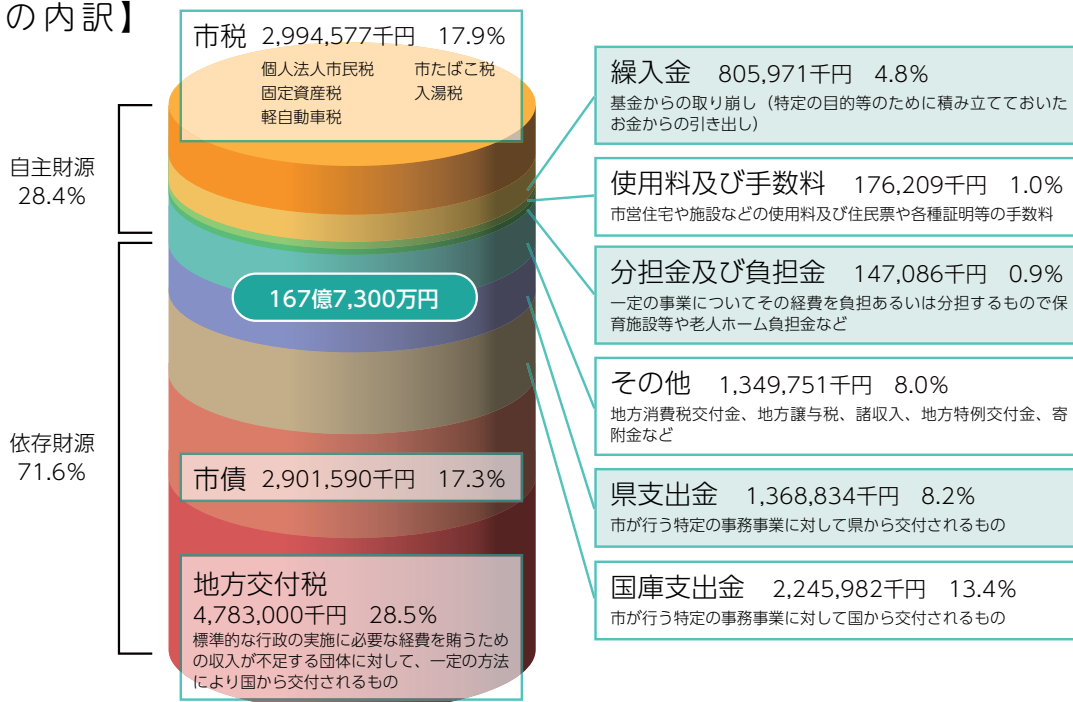 の内訳】
市税 2,994,577千円 17.9%
個人法人市民税 市たばこ税
固定資産税 入湯税
軽自動車税
自主財源
28.4%
依存財源
71.6%
167億7,300万円
市債 2,901,590千円 17.3%
地方交付税
4,783,000千円 28.5%
標準的な行政の実施に必要な経費を賄うため
の収入が不足する団体に対して、一定の方法
により国から交付されるもの
繰入金 805,971千円 4.8%
基金からの取り崩し（特定の目的等のために積み立てておいた
お金からの引き出し）
使用料及び手数料 176,209千円 1.0%
市営住宅や施設などの使用料及び住民票や各種証明等の手数料
分担金及び負担金 147,086千円 0.9%
一定の事業についてその経費を負担あるいは分担するもので保
育施設等や老人ホーム負担金など
その他 1,349,751千円 8.0%
地方消費税交付金、地方譲与税、諸収入、地方特例交付金、寄
附金など
県支出金 1,368,834千円 8.2%
市が行う特定の事務事業に対して県から交付されるもの
国庫支出金 2,245,982千円 13.4%
市が行う特定の事務事業に対して国から交付されるもの